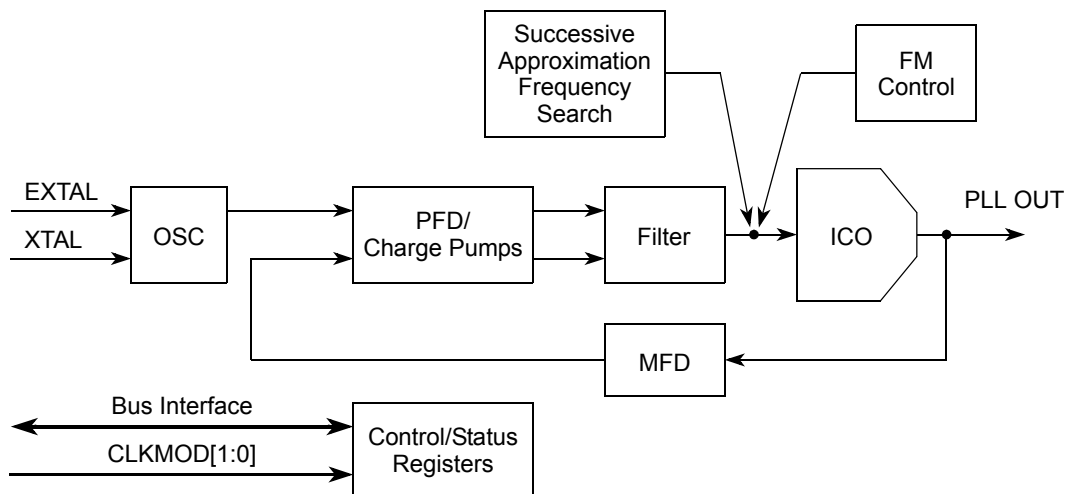 Successive
Approximation
Frequency
Search
FM
Control
EXTAL
XTAL
OSC
PFD/
Charge Pumps
Filter
ICO
PLL OUT
MFD
Bus Interface
CLKMOD[1:0]
Control/Status
Registers